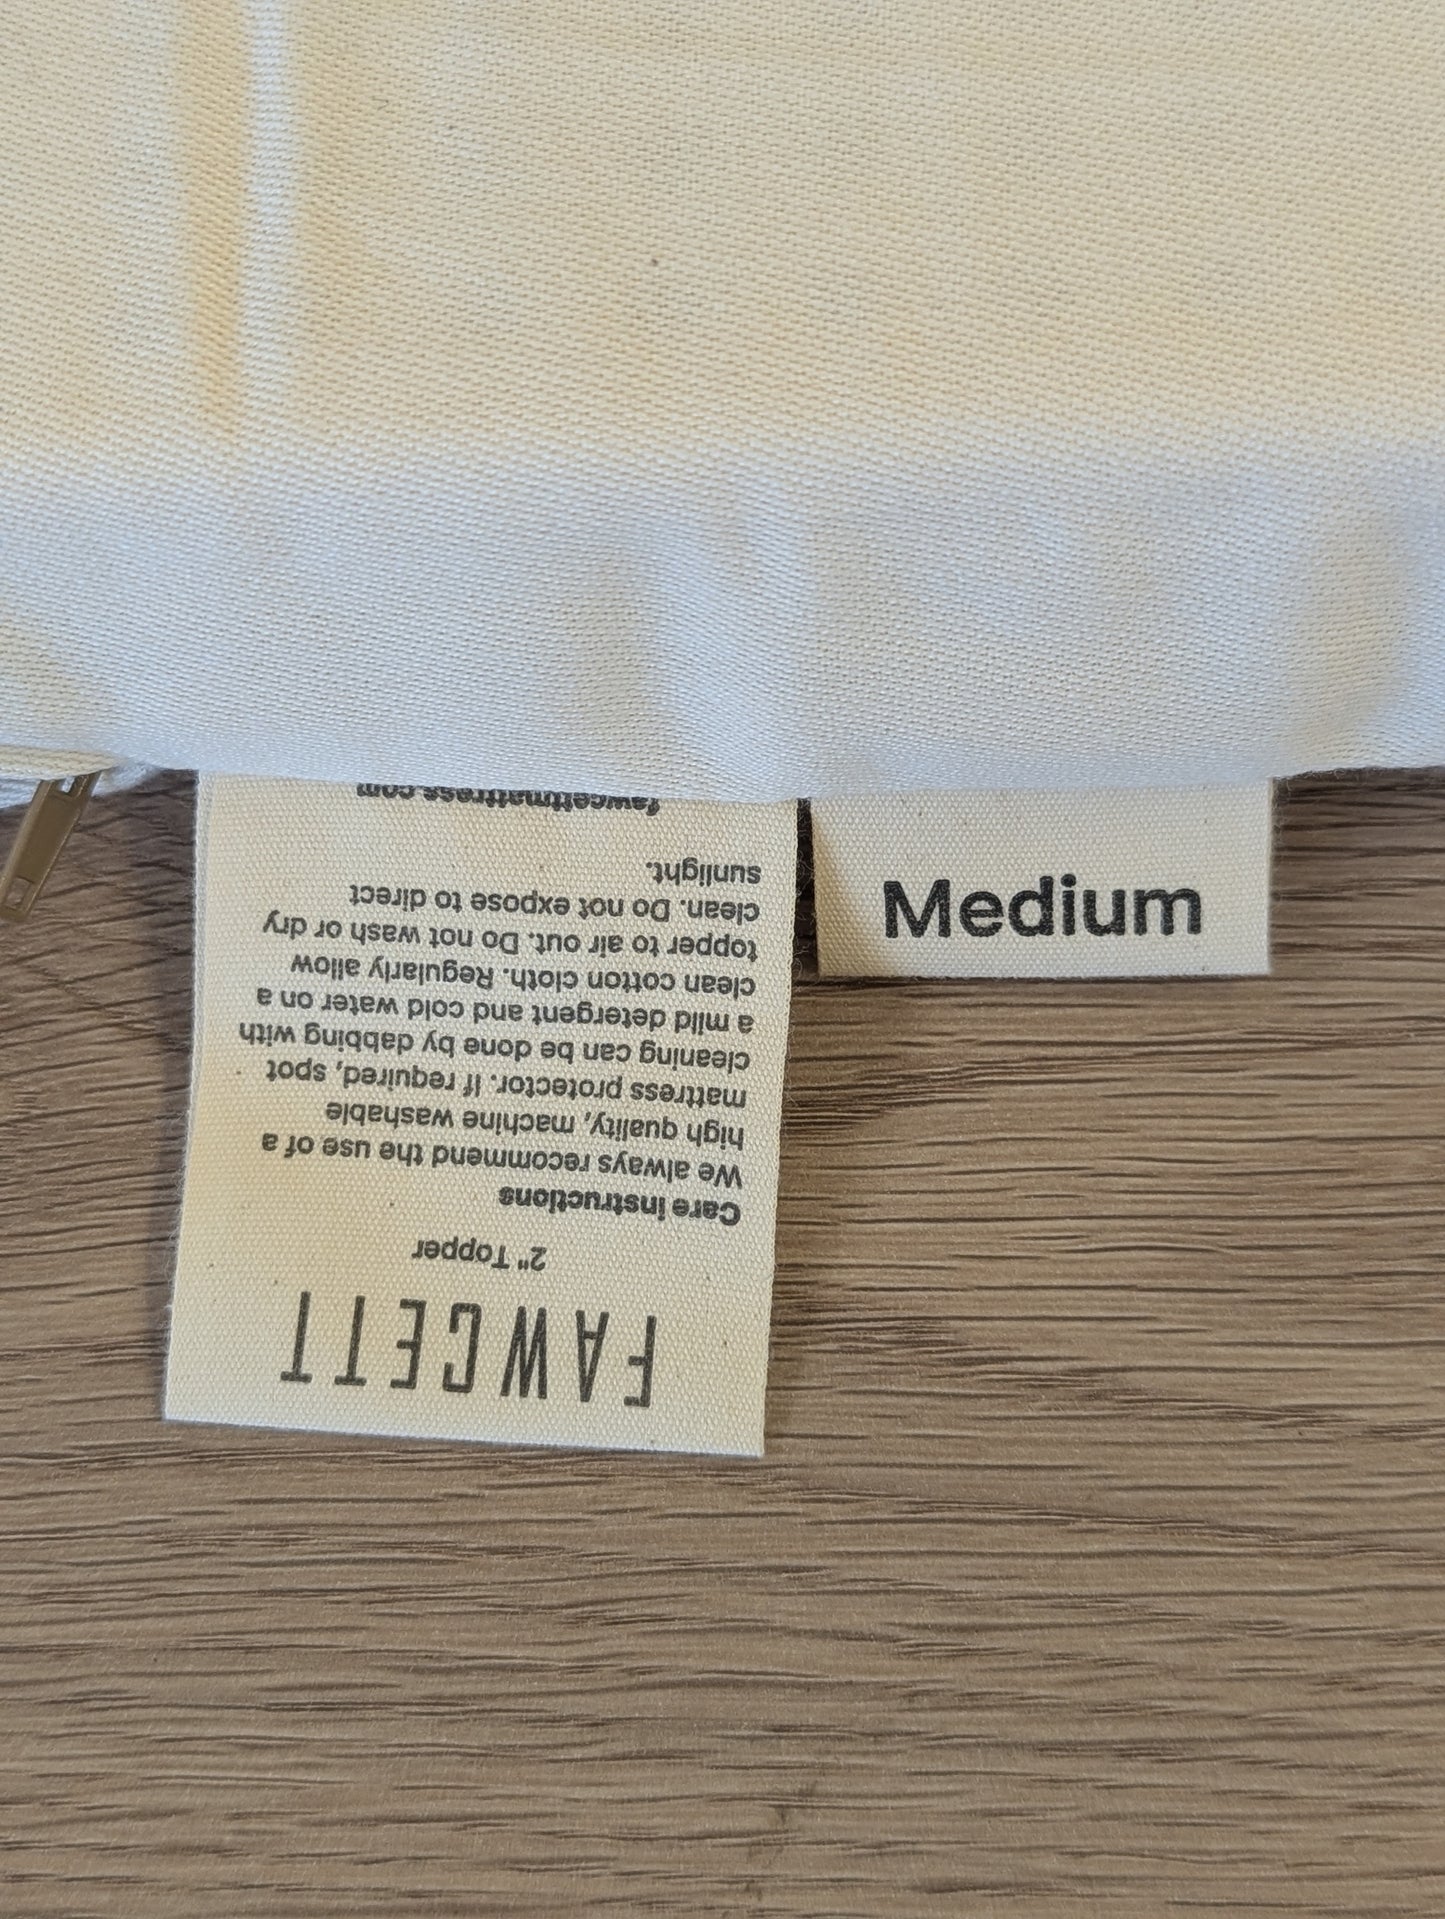 FAWCETT
2" Topper
Care instructions
We always recommend the use of a
high quality, machine washable
mattress protector. If required, spot
cleaning can be done by dabbing with
a mild detergent and cold water on a
clean cotton cloth. Regularly allow
topper to air out. Do not wash or dry
clean. Do not expose to direct
sunlight.
fawcettmattress.com
Medium